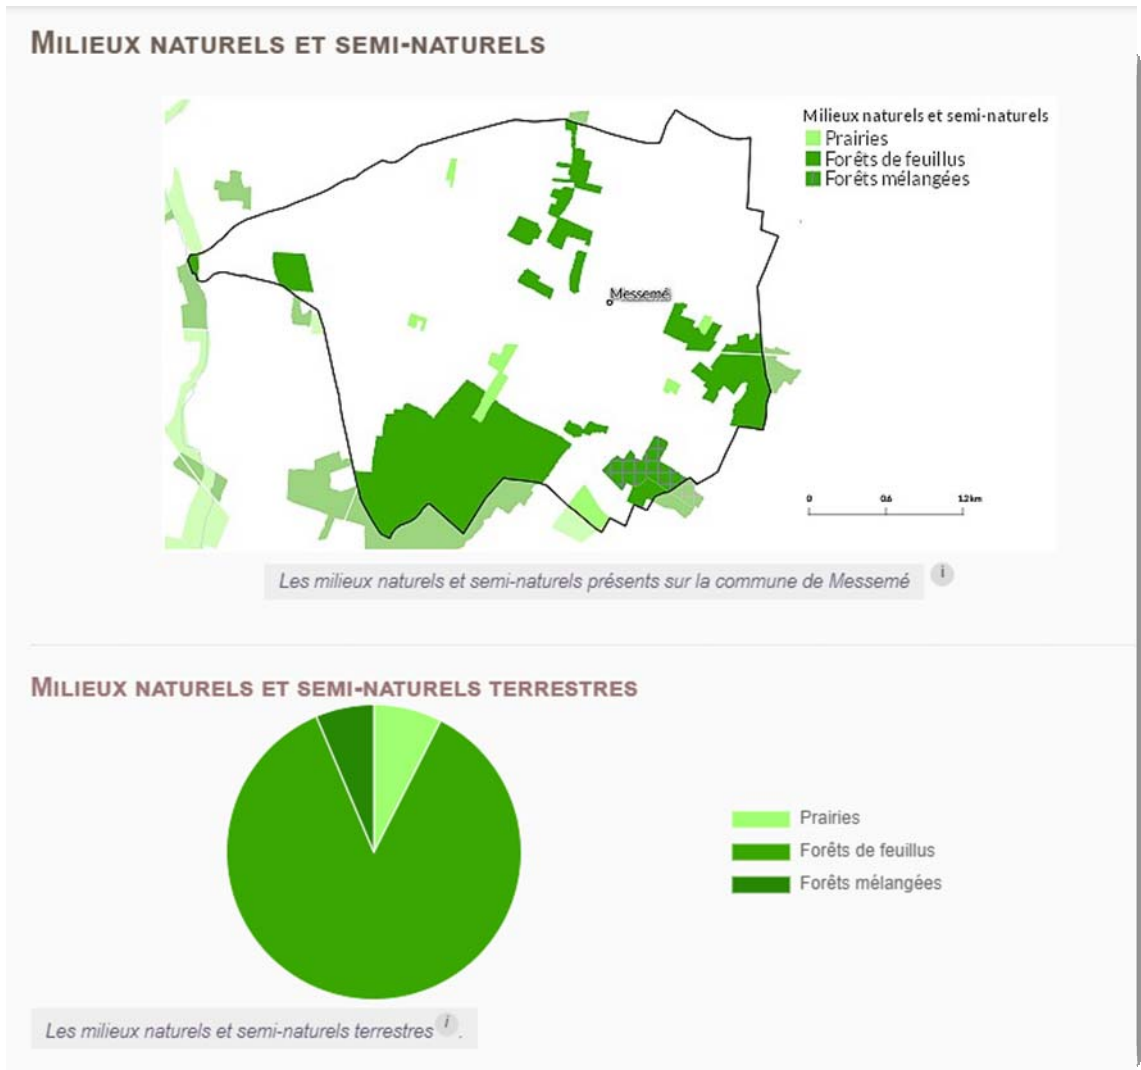 MILIEUX NATURELS ET SEMI-NATURELS
Milieux naturels et semi-naturels
Prairies
Forêts de feuillus
Forêts mélangées
Messemé
0 0.6 1.2 km
Les milieux naturels et semi-naturels présents sur la commune de Messemé i
MILIEUX NATURELS ET SEMI-NATURELS TERRESTRES
Prairies
Forêts de feuillus
Forêts mélangées
Les milieux naturels et semi-naturels terrestres i .